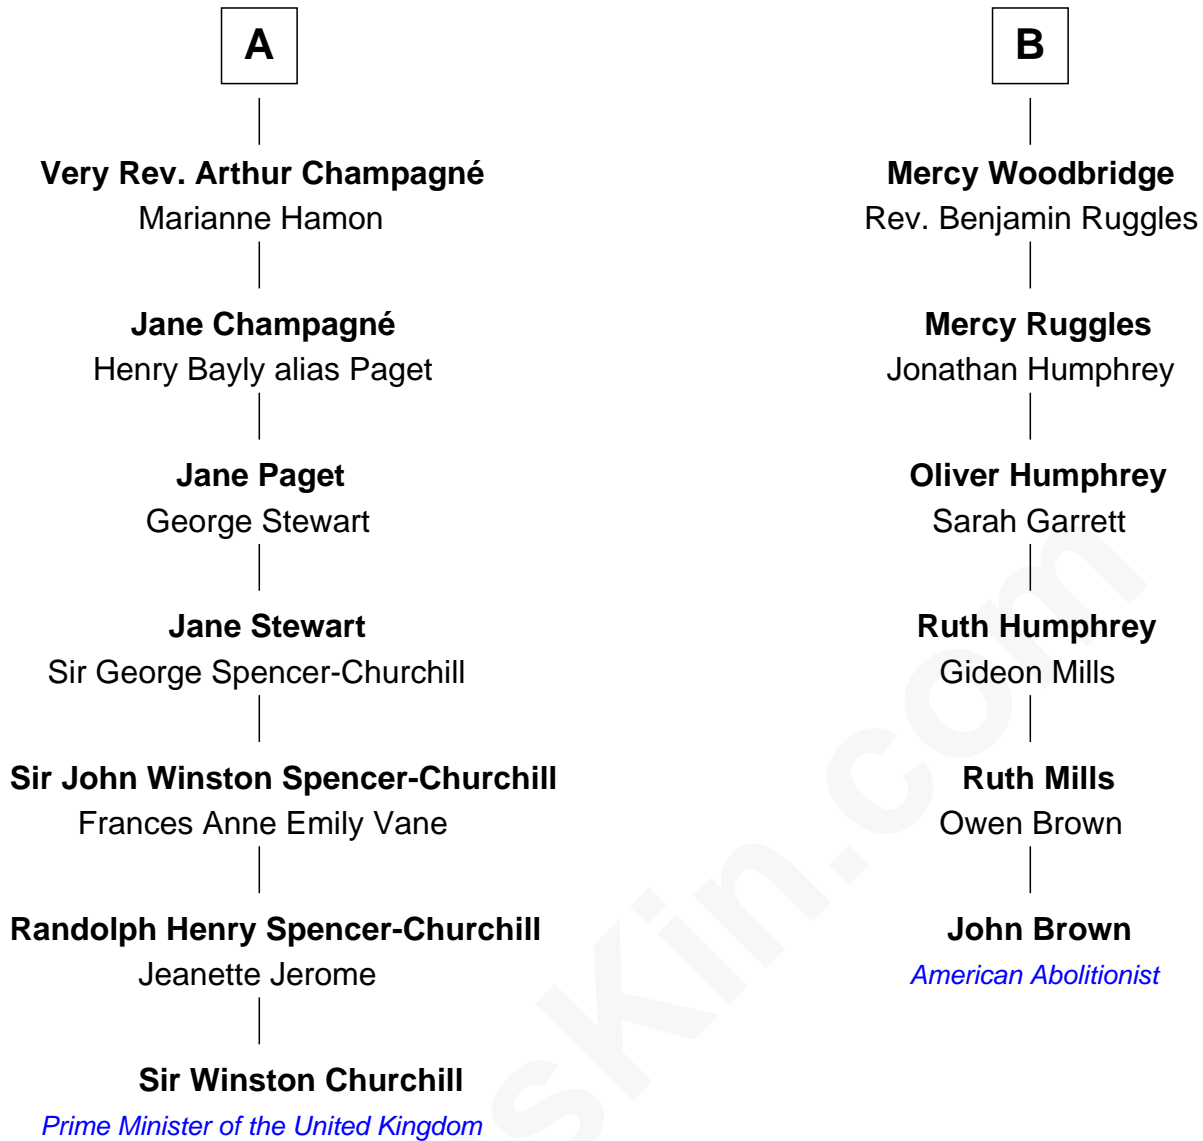 A
Very Rev. Arthur Champagné
Marianne Hamon
Jane Champagné
Henry Bayly alias Paget
Jane Paget
George Stewart
Jane Stewart
Sir George Spencer-Churchill
Sir John Winston Spencer-Churchill
Frances Anne Emily Vane
Randolph Henry Spencer-Churchill
Jeanette Jerome
Sir Winston Churchill
Prime Minister of the United Kingdom
B
Mercy Woodbridge
Rev. Benjamin Ruggles
Mercy Ruggles
Jonathan Humphrey
Oliver Humphrey
Sarah Garrett
Ruth Humphrey
Gideon Mills
Ruth Mills
Owen Brown
John Brown
American Abolitionist
sKin.com